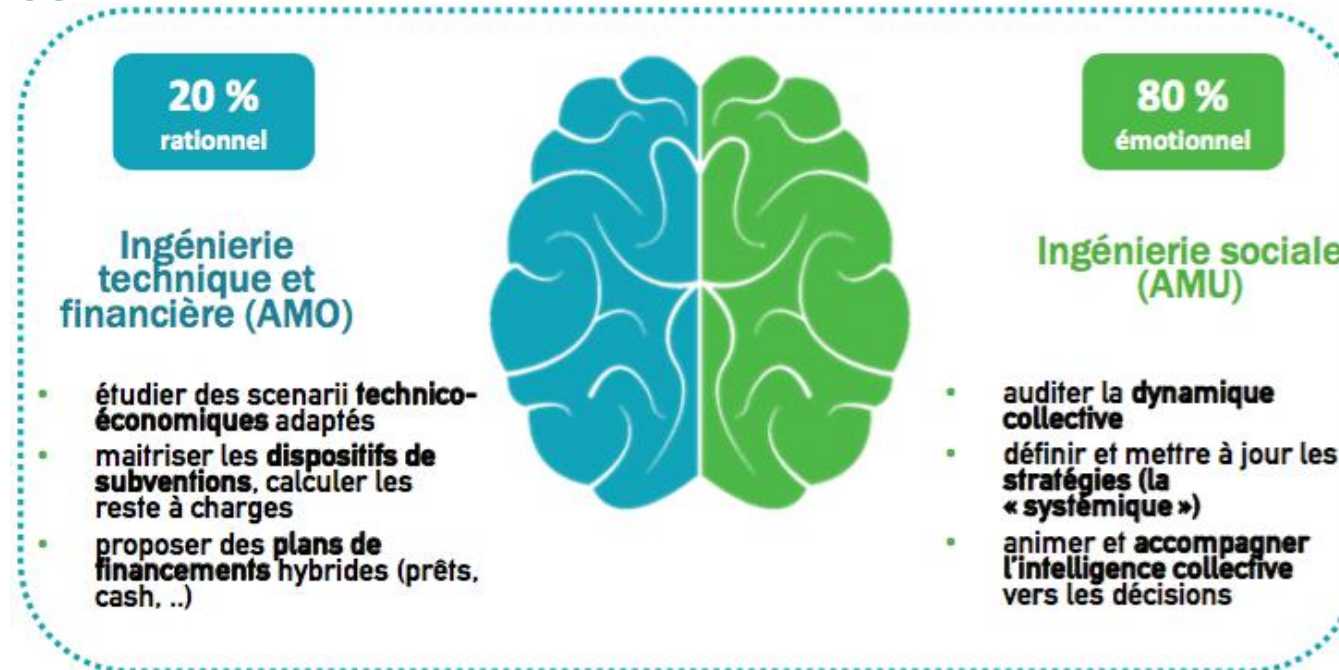 20 %
rationnel
Ingénierie
technique et
financière (AMO)
• étudier des scenarii technico-
économiques adaptés
• maitriser les dispositifs de
subventions, calculer les
reste à charges
• proposer des plans de
financements hybrides (prêts,
cash, ..)
80 %
émotionnel
Ingénierie sociale
(AMU)
• auditer la dynamique
collective
• définir et mettre à jour les
stratégies (la
« systémique »)
• animer et accompagner
l'intelligence collective
vers les décisions